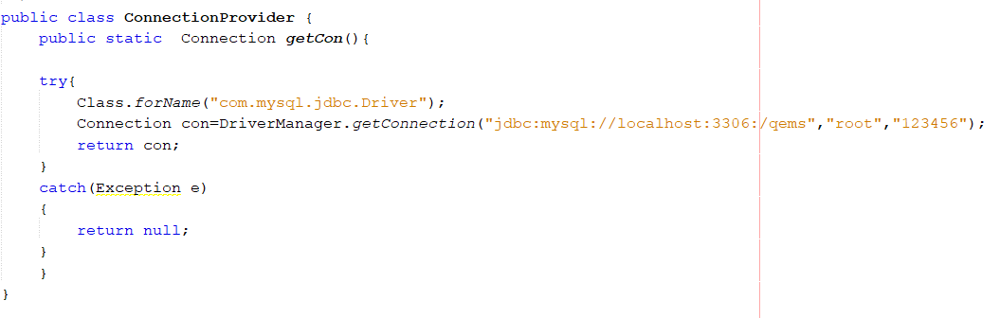 public class ConnectionProvider {
    public static  Connection getCon(){
    try{
        Class.forName("com.mysql.jdbc.Driver");
        Connection con=DriverManager.getConnection("jdbc:mysql://localhost:3306:/qems","root","123456");
        return con;
    }
    catch(Exception e)
    {
        return null;
    }
    }
}